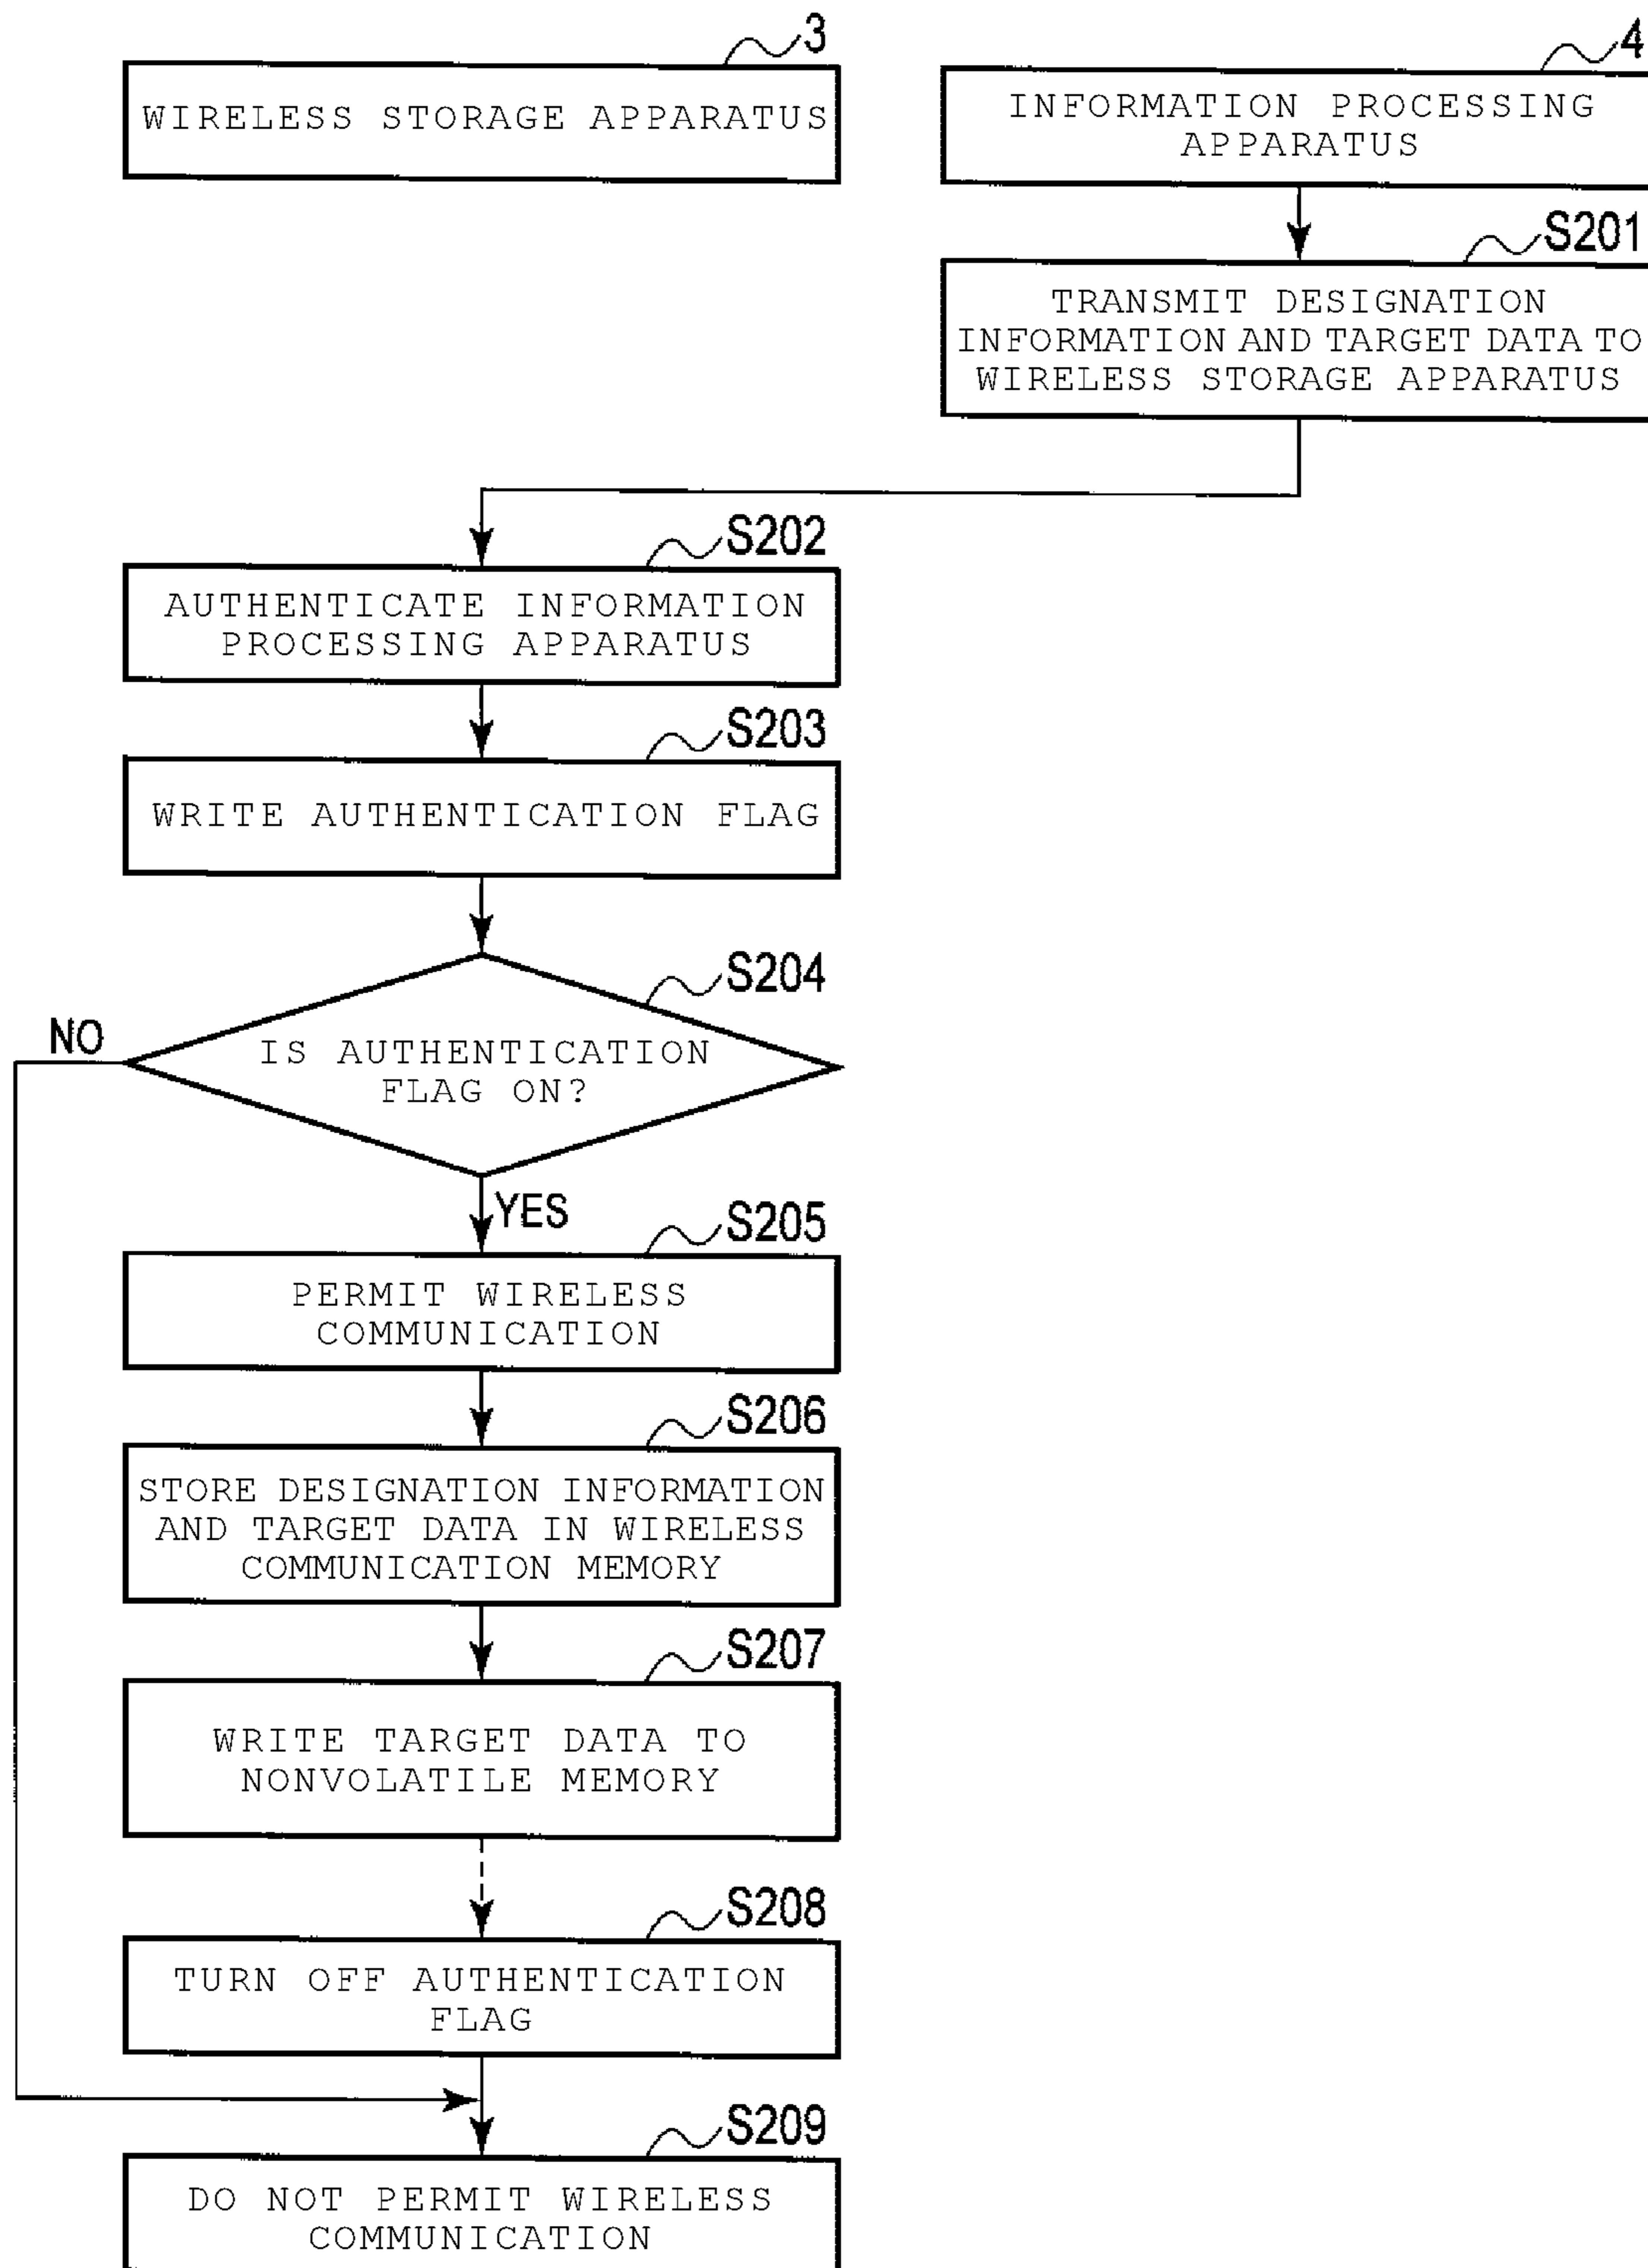 3
WIRELESS STORAGE APPARATUS
4
INFORMATION PROCESSING
APPARATUS
S201
TRANSMIT DESIGNATION
INFORMATION AND TARGET DATA TO
WIRELESS STORAGE APPARATUS
S202
AUTHENTICATE INFORMATION
PROCESSING APPARATUS
S203
WRITE AUTHENTICATION FLAG
S204
NO
IS AUTHENTICATION
FLAG ON?
YES
S205
PERMIT WIRELESS
COMMUNICATION
S206
STORE DESIGNATION INFORMATION
AND TARGET DATA IN WIRELESS
COMMUNICATION MEMORY
S207
WRITE TARGET DATA TO
NONVOLATILE MEMORY
S208
TURN OFF AUTHENTICATION
FLAG
S209
DO NOT PERMIT WIRELESS
COMMUNICATION